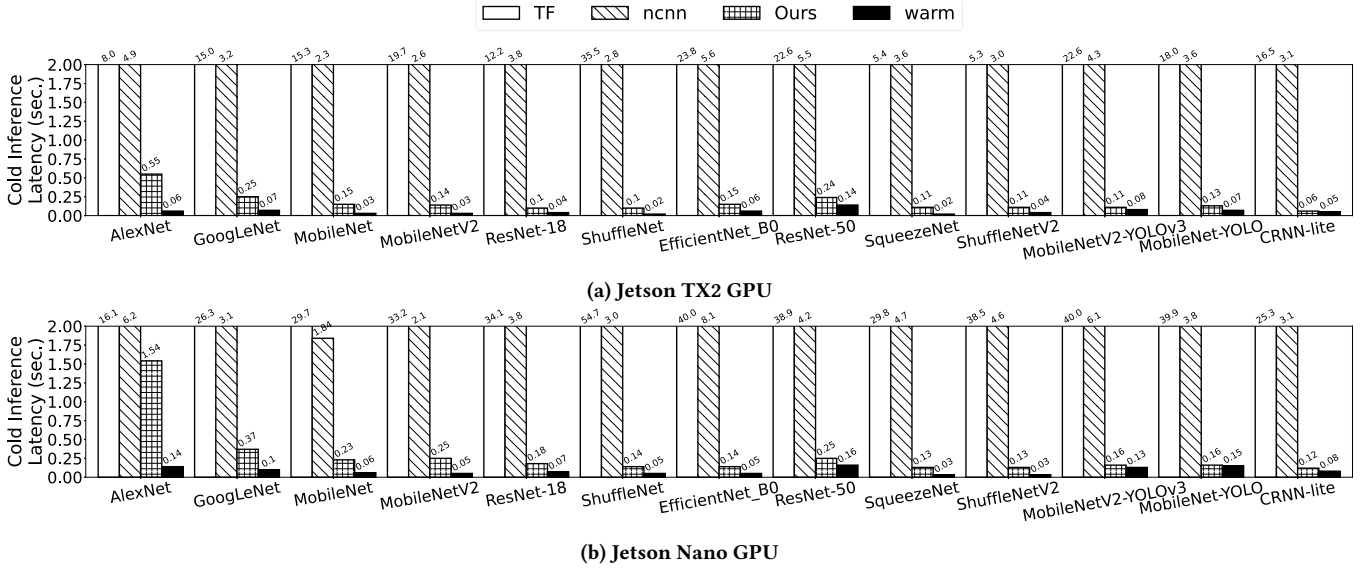 TF ncnn Ours warm
8.0 4.9 15.0 3.2 15.3 2.3 19.7 2.6 12.2 3.8 35.5 2.8 23.8 5.6 22.6 5.5 5.4 3.6 5.3 3.0 22.6 4.3 18.0 3.6 16.5 3.1
Cold Inference
Latency (sec.)
2.00
1.75
1.50
1.25
1.00
0.75
0.50
0.25
0.00
0.55 0.06 0.25 0.07 0.15 0.03 0.14 0.03 0.1 0.04 0.1 0.02 0.15 0.06 0.24 0.14 0.11 0.02 0.11 0.04 0.11 0.08 0.13 0.07 0.06 0.05
AlexNet GoogLeNet MobileNet MobileNetV2 ResNet-18 ShuffleNet EfficientNet_B0 ResNet-50 SqueezeNet ShuffleNetV2 MobileNetV2-YOLOv3 MobileNet-YOLO CRNN-lite
(a) Jetson TX2 GPU
16.1 6.2 26.3 3.1 29.7 1.84 33.2 2.1 34.1 3.8 54.7 3.0 40.0 8.1 38.9 4.2 29.8 4.7 38.5 4.6 40.0 6.1 39.9 3.8 25.3 3.1
Cold Inference
Latency (sec.)
2.00
1.75
1.50
1.25
1.00
0.75
0.50
0.25
0.00
1.54 0.14 0.37 0.1 0.23 0.06 0.25 0.05 0.18 0.07 0.14 0.05 0.14 0.05 0.25 0.16 0.13 0.03 0.13 0.03 0.16 0.13 0.16 0.15 0.12 0.08
AlexNet GoogLeNet MobileNet MobileNetV2 ResNet-18 ShuffleNet EfficientNet_B0 ResNet-50 SqueezeNet ShuffleNetV2 MobileNetV2-YOLOv3 MobileNet-YOLO CRNN-lite
(b) Jetson Nano GPU